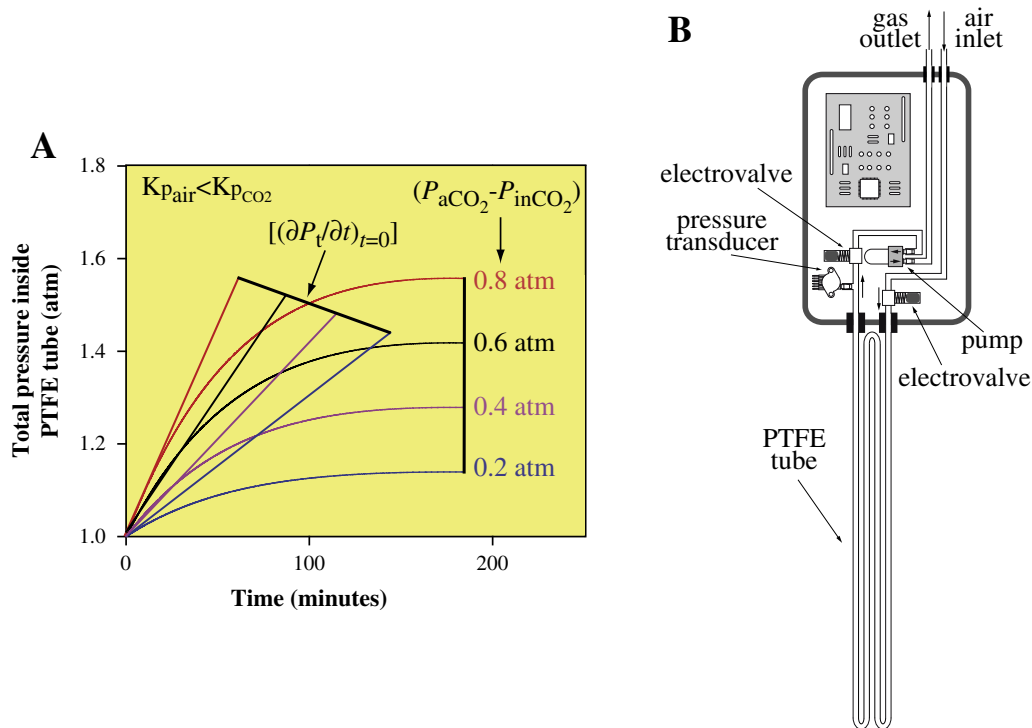 A
1.8
1.6
1.4
1.2
1.0
0
100
200
Total pressure inside
PTFE tube (atm)
Time (minutes)
Kp_air<Kp_CO2
[(∂P_t/∂t)_t=0]
(P_aCO2-P_inCO2)
0.8 atm
0.6 atm
0.4 atm
0.2 atm
B
gas
outlet
air
inlet
electrovalve
pressure
transducer
pump
electrovalve
PTFE
tube